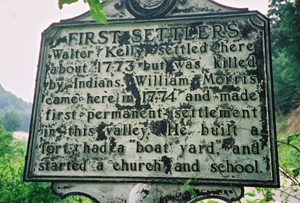 FIRST SETTLERS
Walter Kelly settled here
about 1773 but was killed
by Indians. William Morris
came here in 1774 and made
first permanent settlement
in this valley. He built a
fort, had a "boat yard" and
started a church and school.